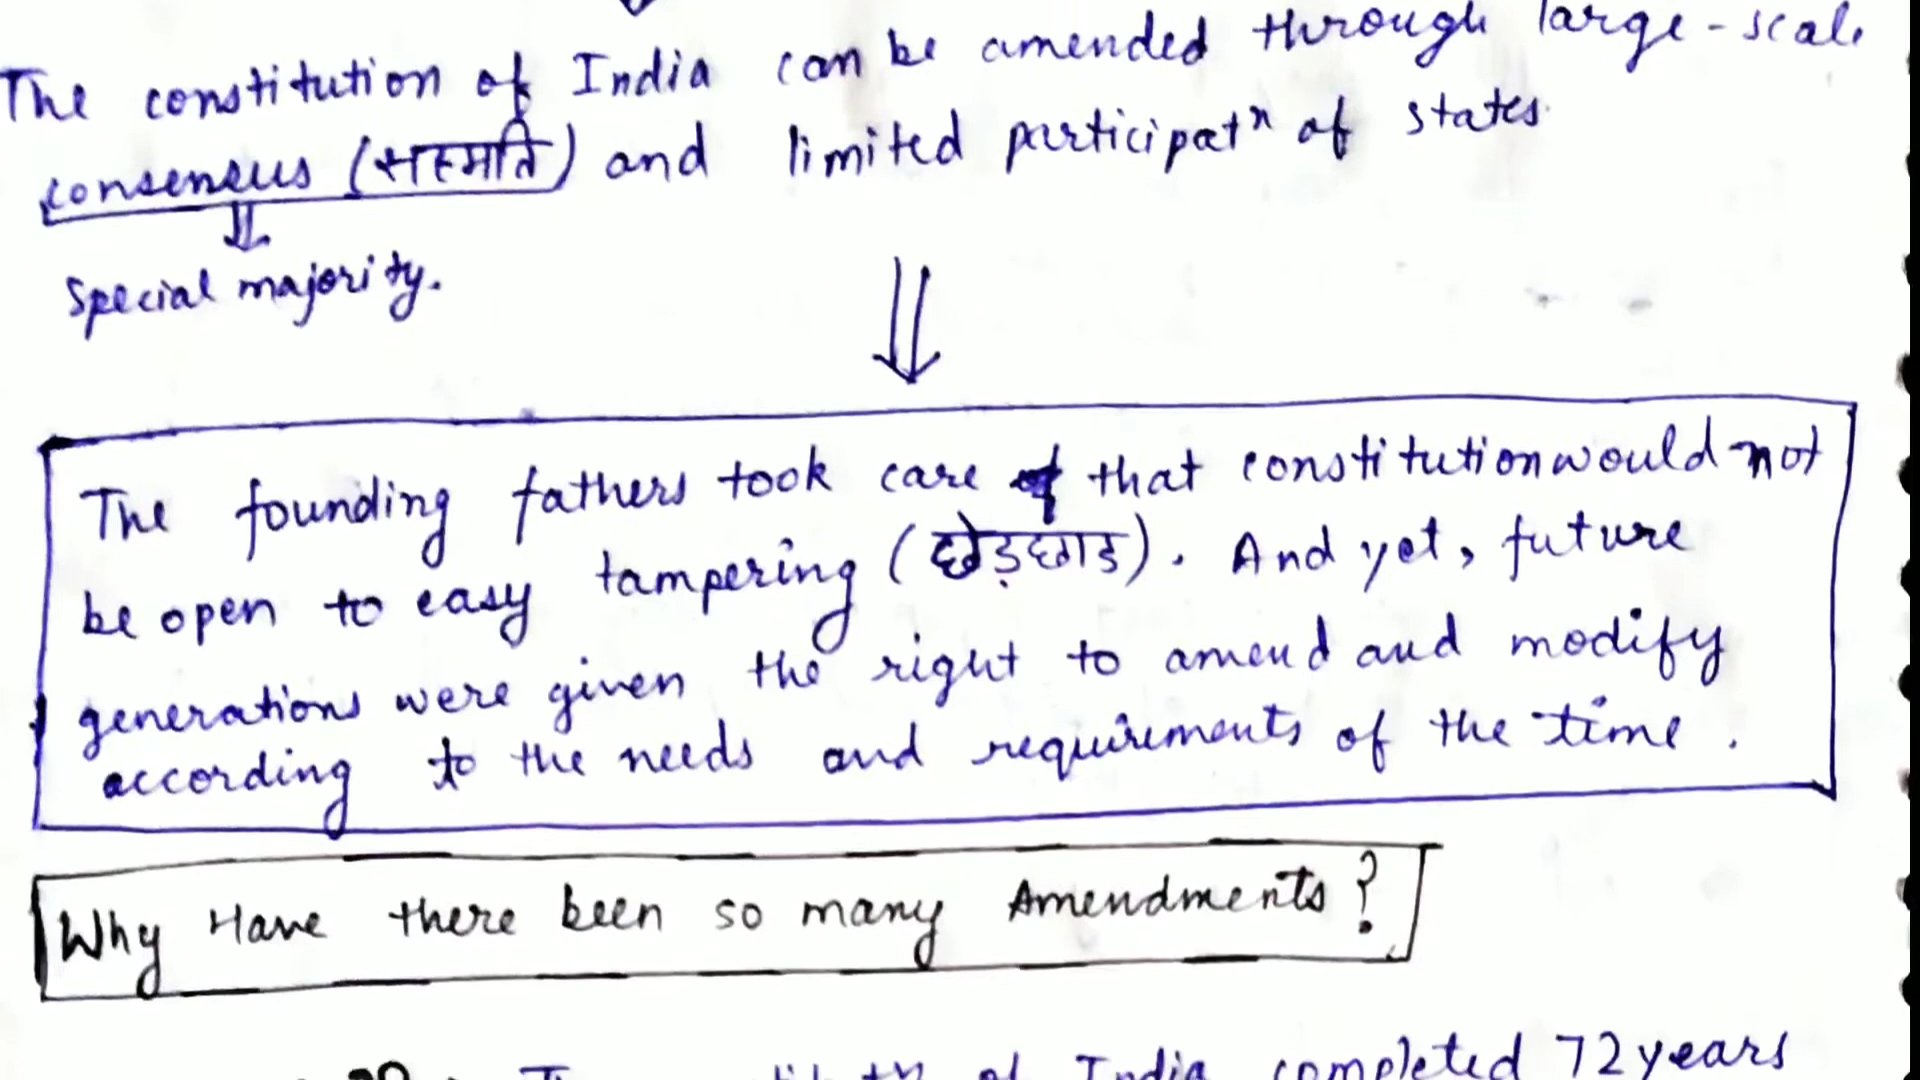 The constitution of India can be amended through large-scale
consensus (सहमति) and limited participatⁿ of states
Special majority.
The founding fathers took care of that constitution would not
be open to easy tampering (छेड़छाड़). And yet, future
generations were given the right to amend and modify
according to the needs and requirements of the time.
Why Have there been so many Amendments?
of India completed 72 years